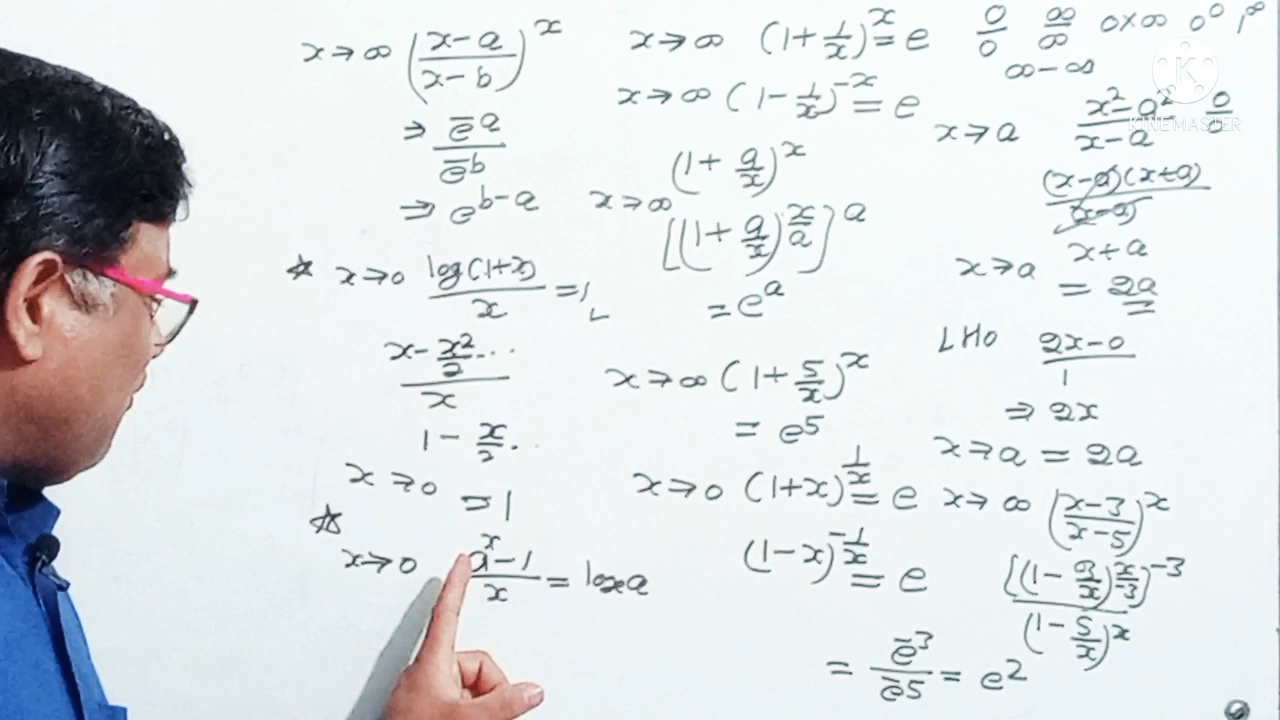 x→∞ ((x-a)/(x-b))^x
⇒ e^-a / e^-b
⇒ e^(b-a)
☆ x→0 log(1+x)/x = 1
(x - x²/2 ...)/x
1 - x/2 .
x→0 = 1
☆
x→0 (a^x - 1)/x = log a
x→∞ (1+1/x)^x = e
x→∞ (1-1/x)^-x = e
x→∞ (1+a/x)^x
[(1+a/x)^(x/a)]^a
= e^a
x→∞ (1+5/x)^x
= e^5
x→0 (1+x)^(1/x) = e
(1-x)^(-1/x) = e
0/0 ∞/∞ 0×∞ 0^0 1^∞
∞-∞
x→a (x²-a²)/(x-a) 0/0
(x-a)(x+a)/(x-a)
x→a x+a
= 2a
LHO (2x-0)/1
⇒ 2x
x→a = 2a
x→∞ ((x-3)/(x-5))^x
[(1-3/x)^(x/-3)]^-3 / (1-5/x)^x
= e^-3 / e^-5 = e^2
KINEMASTER